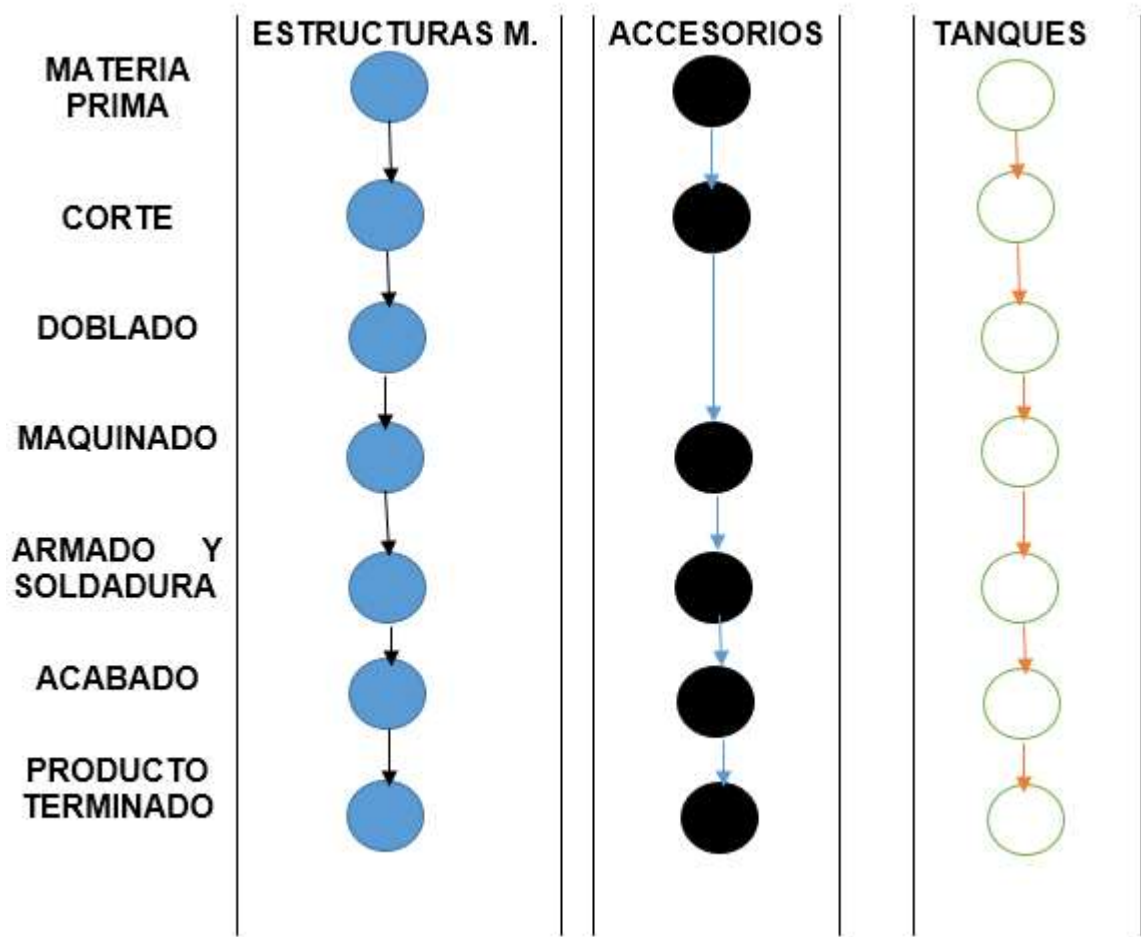 ESTRUCTURAS M.
ACCESORIOS
TANQUES
MATERIA
PRIMA
CORTE
DOBLADO
MAQUINADO
ARMADO Y
SOLDADURA
ACABADO
PRODUCTO
TERMINADO